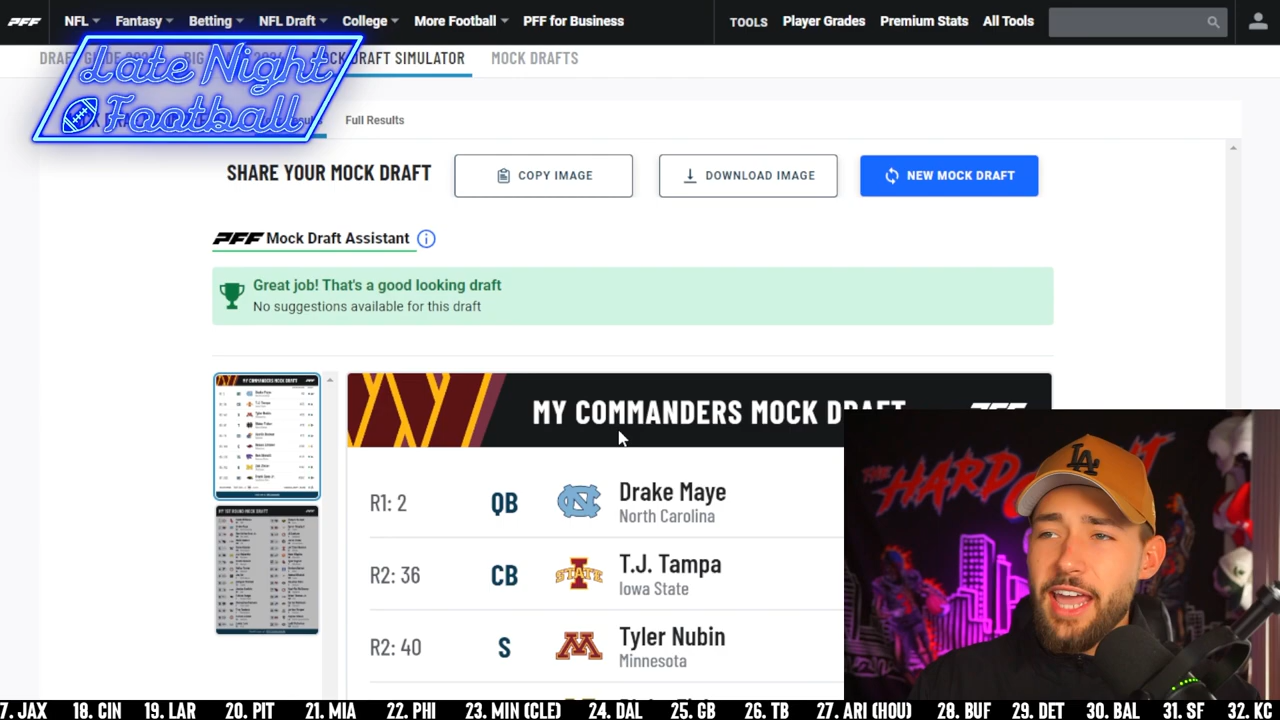 PFF NFL Fantasy Betting NFL Draft College More Football PFF for Business TOOLS Player Grades Premium Stats All Tools
MOCK DRAFT SIMULATOR MOCK DRAFTS
Late Night
Football
Full Results
SHARE YOUR MOCK DRAFT COPY IMAGE DOWNLOAD IMAGE NEW MOCK DRAFT
PFF Mock Draft Assistant
Great job! That's a good looking draft
No suggestions available for this draft
MY COMMANDERS MOCK DRAFT
MY COMMANDERS MOCK DRAFT
R1: 2 QB Drake Maye
North Carolina
R2: 36 CB STATE T.J. Tampa
Iowa State
R2: 40 S M Tyler Nubin
Minnesota
LA
7. JAX 18. CIN 19. LAR 20. PIT 21. MIA 22. PHI 23. MIN (CLE) 24. DAL 25. GB 26. TB 27. ARI (HOU) 28. BUF 29. DET 30. BAL 31. SF 32. KC